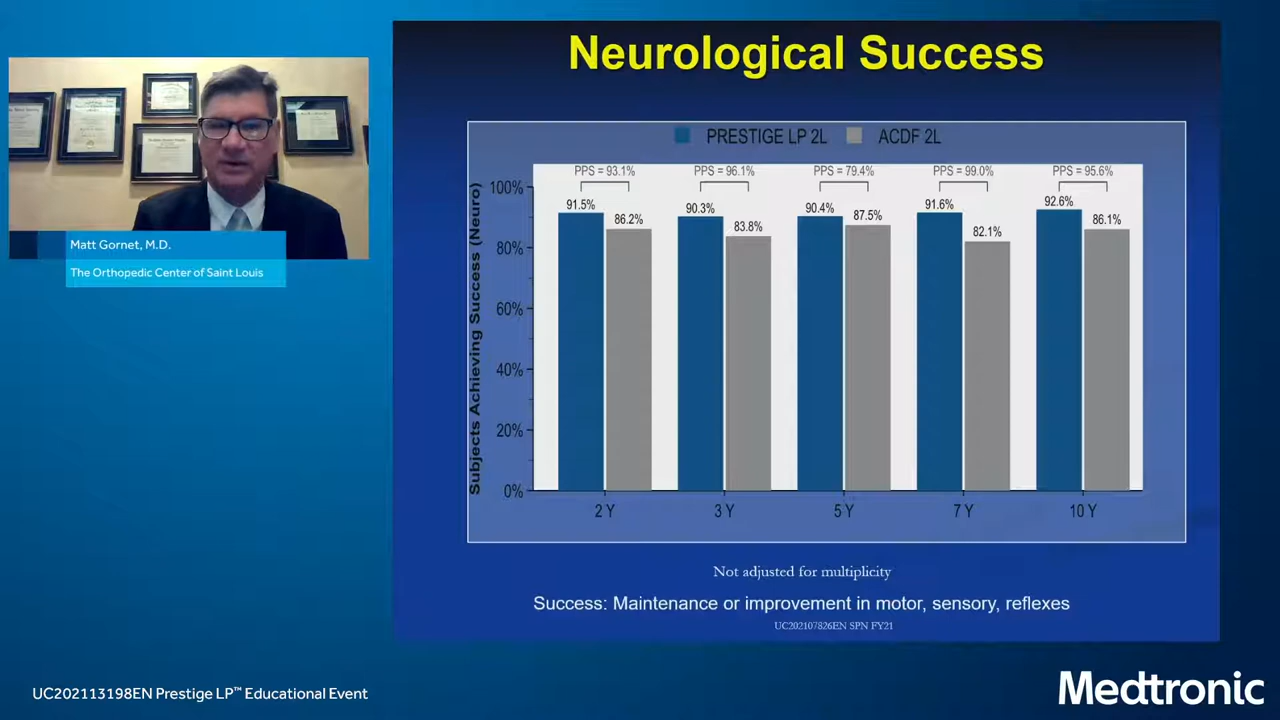 Neurological Success
PRESTIGE LP 2L
ACDF 2L
Subjects Achieving Success (Neuro)
100%
80%
60%
40%
20%
0%
PPS = 93.1%
PPS = 96.1%
PPS = 79.4%
PPS = 99.0%
PPS = 95.6%
91.5%
86.2%
90.3%
83.8%
90.4%
87.5%
91.6%
82.1%
92.6%
86.1%
2 Y
3 Y
5 Y
7 Y
10 Y
Not adjusted for multiplicity
Success: Maintenance or improvement in motor, sensory, reflexes
UC202107826EN SPN FY21
Matt Gornet, M.D.
The Orthopedic Center of Saint Louis
UC202113198EN Prestige LP™ Educational Event
Medtronic